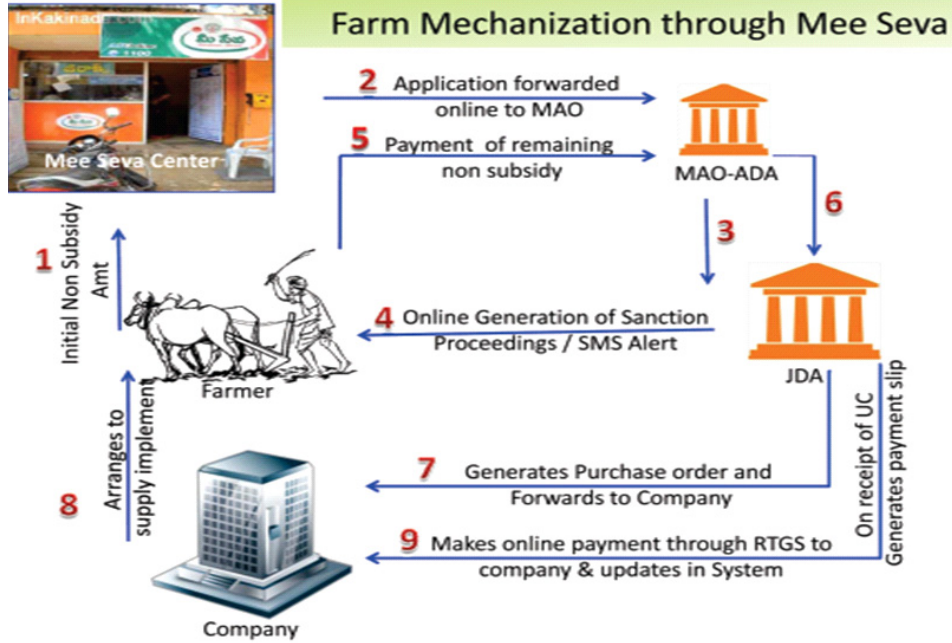 Farm Mechanization through Mee Seva
InKakinada.com
మీ సేవ
1100
Mee Seva Center
2 Application forwarded
online to MAO
5 Payment of remaining
non subsidy
MAO-ADA
6
3
1 Initial Non Subsidy
Amt
4 Online Generation of Sanction
Proceedings / SMS Alert
Farmer
JDA
On receipt of UC
Generates payment slip
8 Arranges to
supply implement
7 Generates Purchase order and
Forwards to Company
9 Makes online payment through RTGS to
company & updates in System
Company